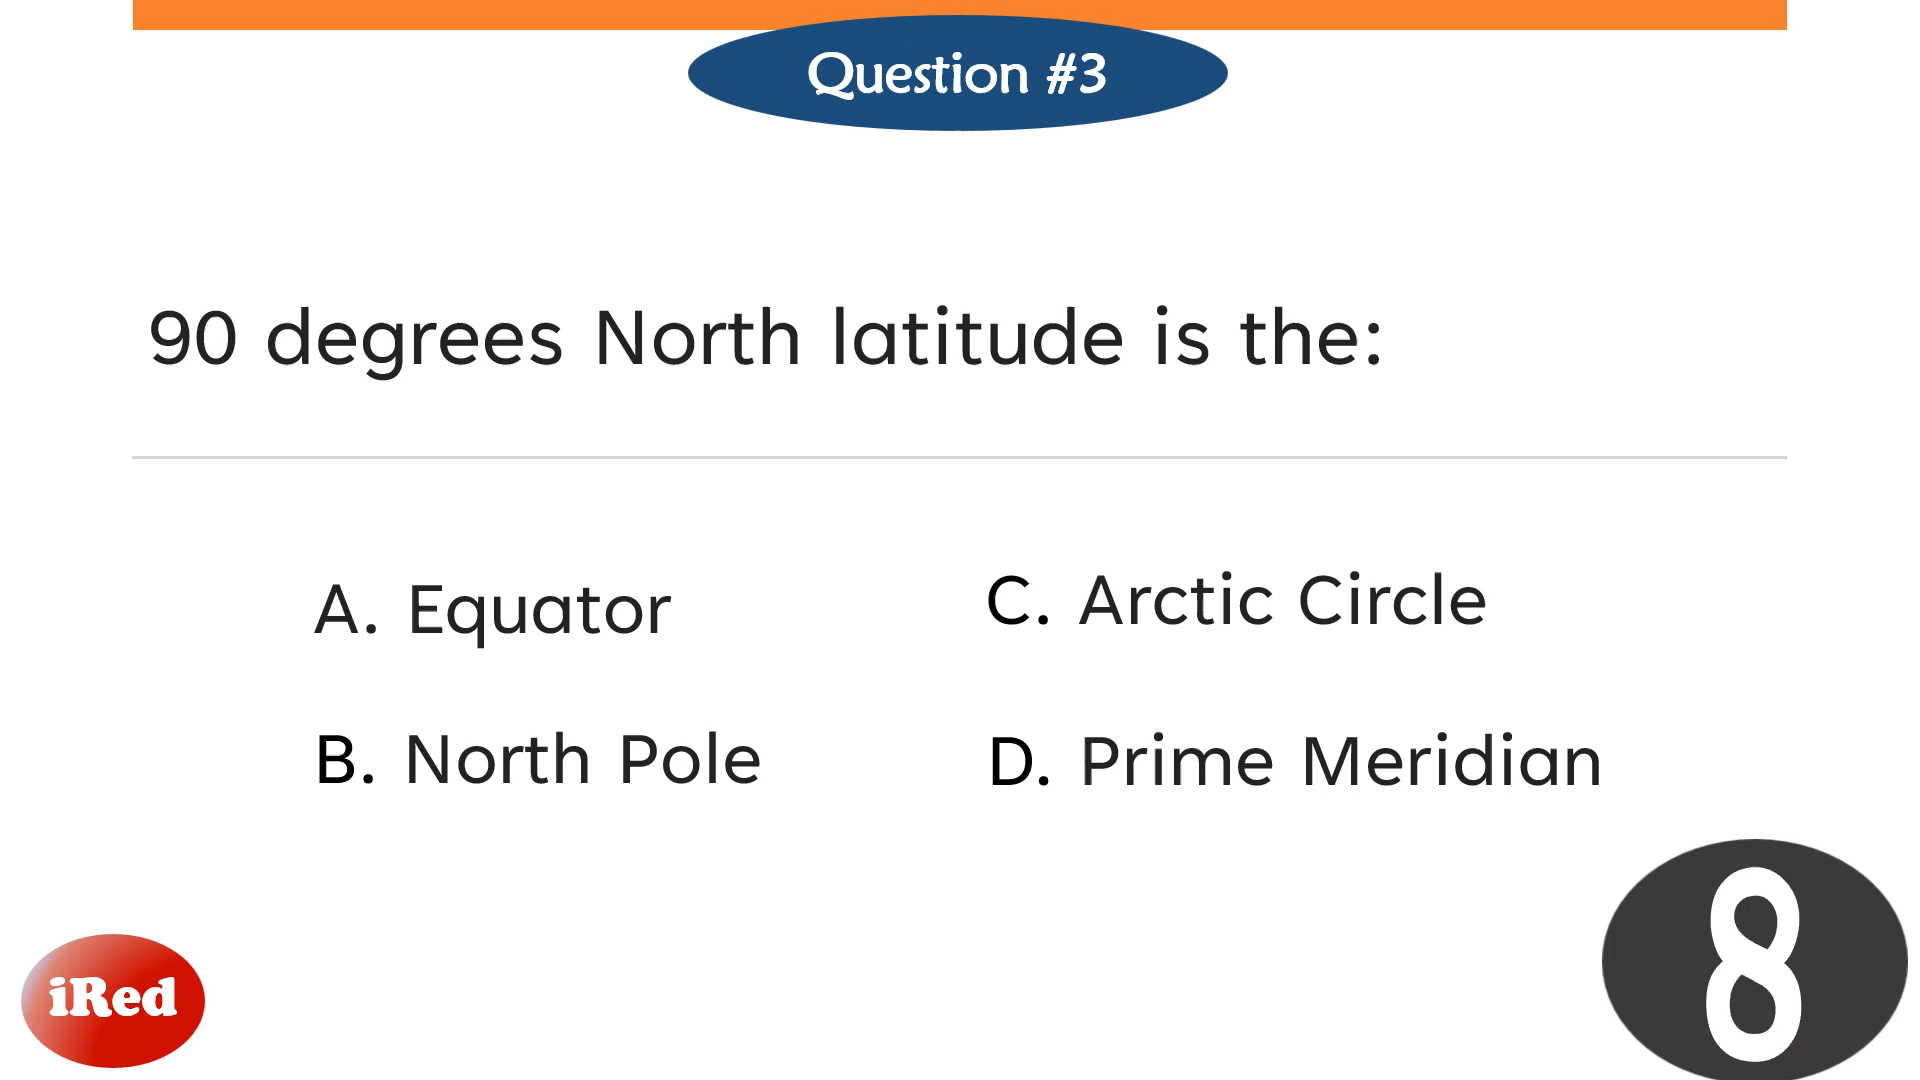 Question #3
90 degrees North latitude is the:
A. Equator
B. North Pole
C. Arctic Circle
D. Prime Meridian
iRed
8